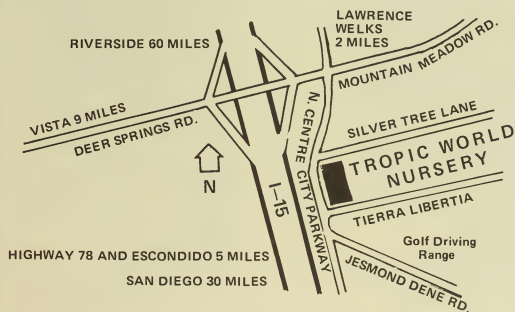 LAWRENCE
WELKS
2 MILES
RIVERSIDE 60 MILES
MOUNTAIN MEADOW RD.
VISTA 9 MILES
DEER SPRINGS RD.
N. CENTRE CITY PARKWAY
SILVER TREE LANE
TROPIC WORLD
NURSERY
N
I-15
TIERRA LIBERTIA
Golf Driving
Range
HIGHWAY 78 AND ESCONDIDO 5 MILES
SAN DIEGO 30 MILES
JESMOND DENE RD.